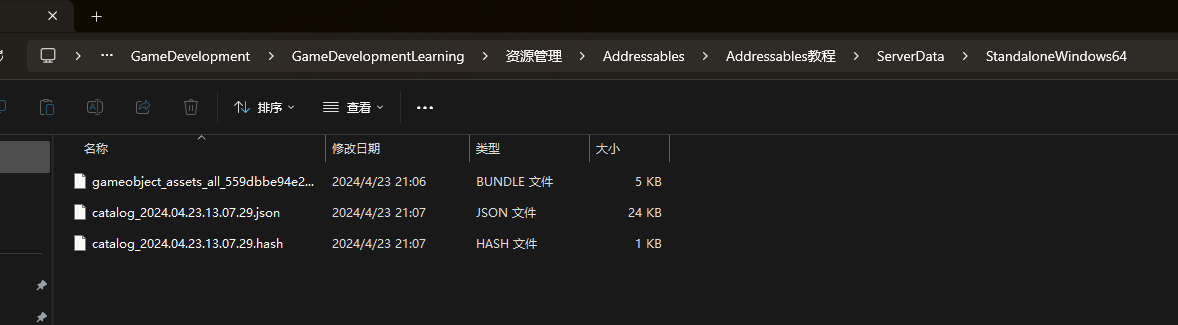 GameDevelopment > GameDevelopmentLearning > 资源管理 > Addressables > Addressables教程 > ServerData > StandaloneWindows64
排序 查看
名称 修改日期 类型 大小
gameobject_assets_all_559dbbe94e2... 2024/4/23 21:06 BUNDLE 文件 5 KB
catalog_2024.04.23.13.07.29.json 2024/4/23 21:07 JSON 文件 24 KB
catalog_2024.04.23.13.07.29.hash 2024/4/23 21:07 HASH 文件 1 KB